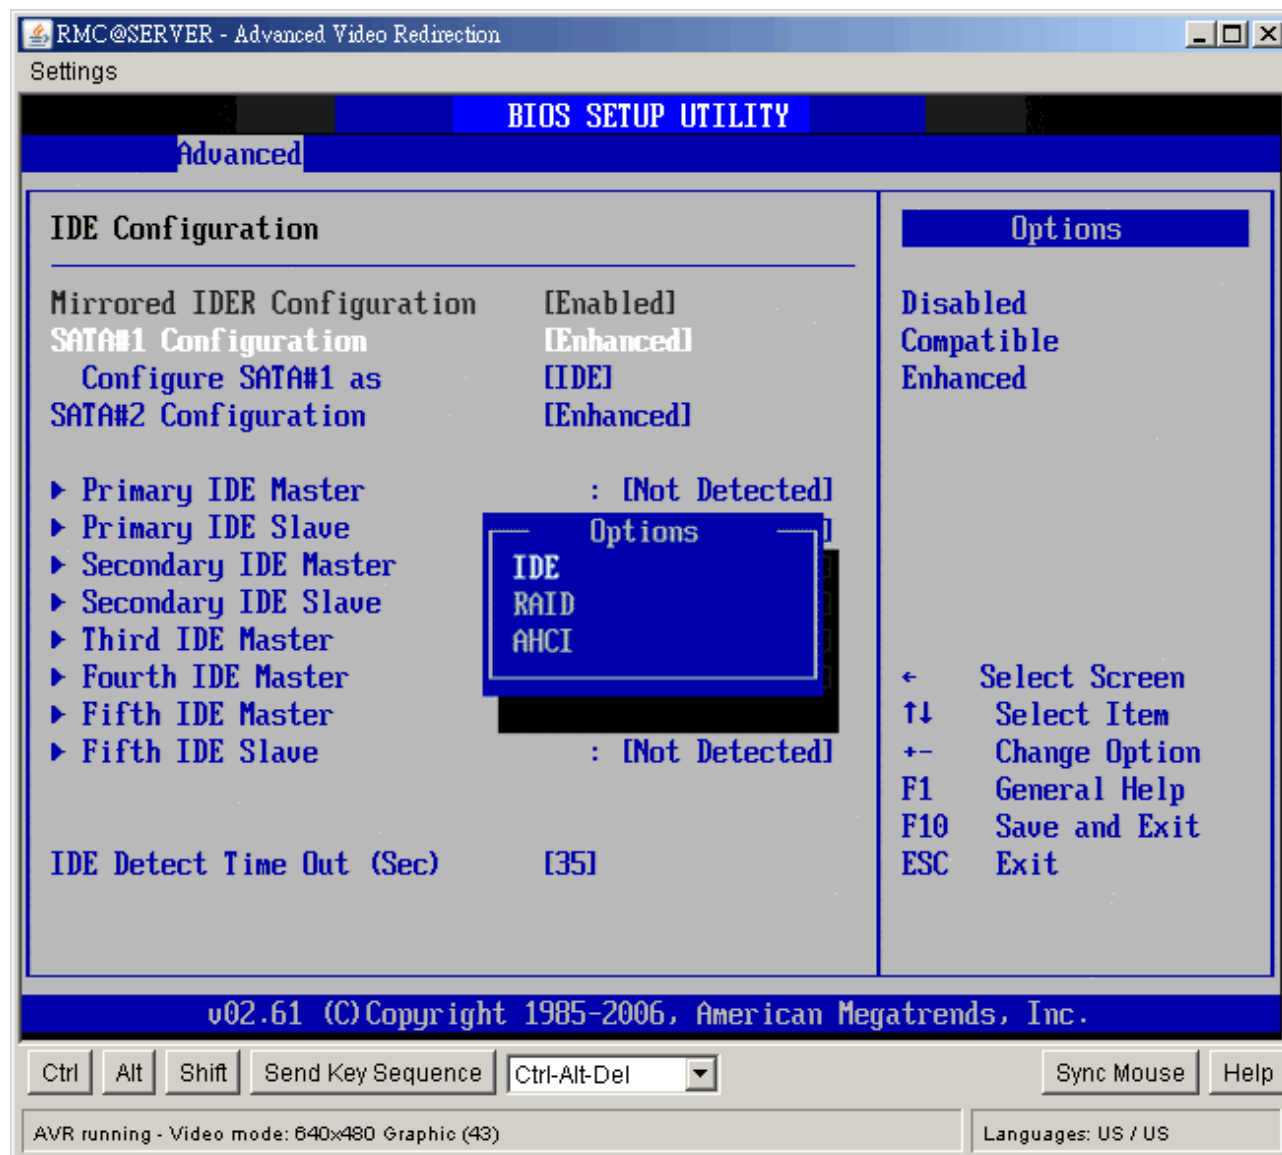 RMC@SERVER - Advanced Video Redirection
Settings
BIOS SETUP UTILITY
Advanced
IDE Configuration
Mirrored IDER Configuration [Enabled]
SATA#1 Configuration [Enhanced]
Configure SATA#1 as [IDE]
SATA#2 Configuration [Enhanced]
Primary IDE Master : [Not Detected]
Primary IDE Slave
Secondary IDE Master
Secondary IDE Slave
Third IDE Master
Fourth IDE Master
Fifth IDE Master
Fifth IDE Slave : [Not Detected]
IDE Detect Time Out (Sec) [35]
Options
IDE
RAID
AHCI
Options
Disabled
Compatible
Enhanced
← Select Screen
↑↓ Select Item
+- Change Option
F1 General Help
F10 Save and Exit
ESC Exit
v02.61 (C)Copyright 1985-2006, American Megatrends, Inc.
Ctrl Alt Shift Send Key Sequence Ctrl-Alt-Del Sync Mouse Help
AVR running - Video mode: 640x480 Graphic (43) Languages: US / US